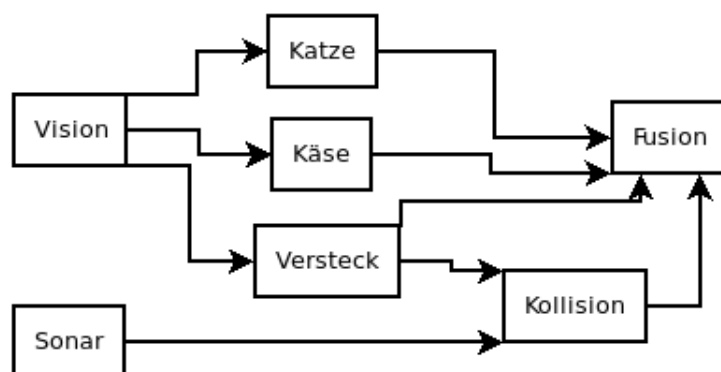 Katze
Vision
Fusion
Käse
Versteck
Kollision
Sonar